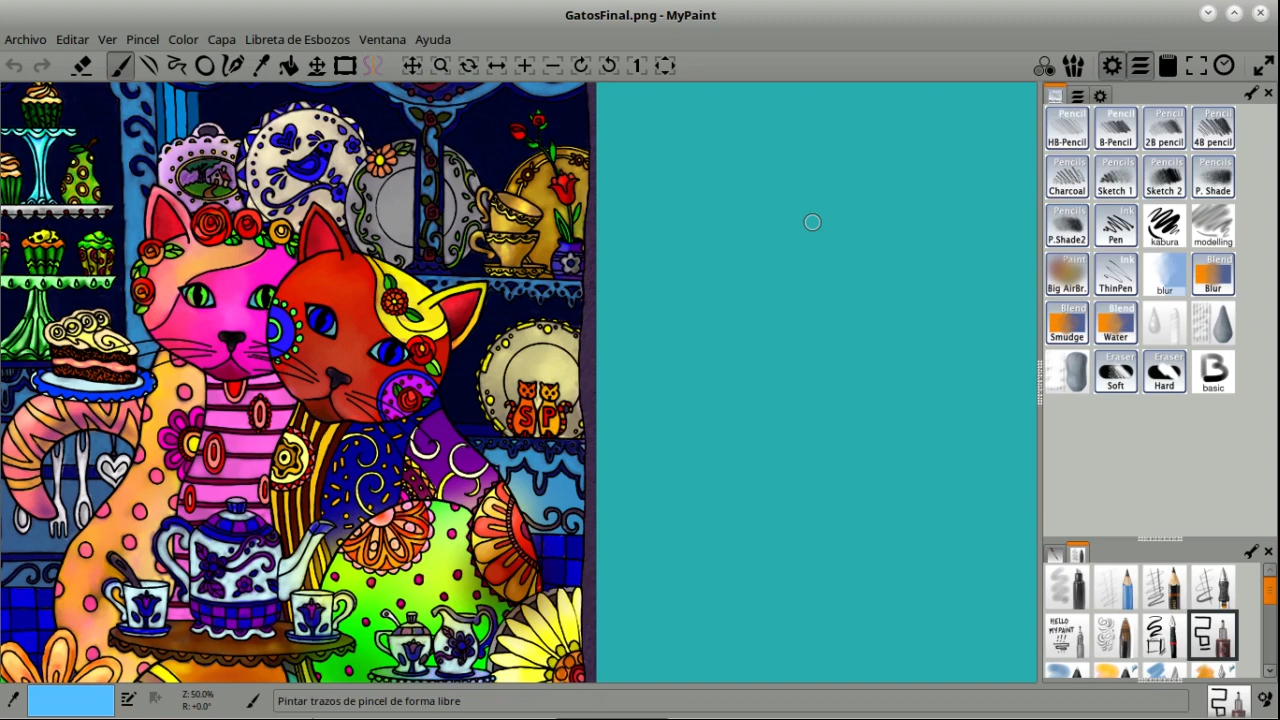 GatosFinal.png - MyPaint
Archivo Editar Ver Pincel Color Capa Libreta de Esbozos Ventana Ayuda
1
Pencil Pencil Pencil Pencil
HB-Pencil B-Pencil 2B pencil 4B pencil
Pencils Pencils Pencils Pencils
Charcoal Sketch 1 Sketch 2 P. Shade
Pencils Ink
P.Shade2 Pen kabura modelling
Paint Ink Blend
Big AirBr. ThinPen blur Blur
Blend Blend
Smudge Water
Eraser Eraser
Soft Hard basic
S P
HELLO
MYPAINT
Z: 50.0%
R: +0.0°
Pintar trazos de pincel de forma libre